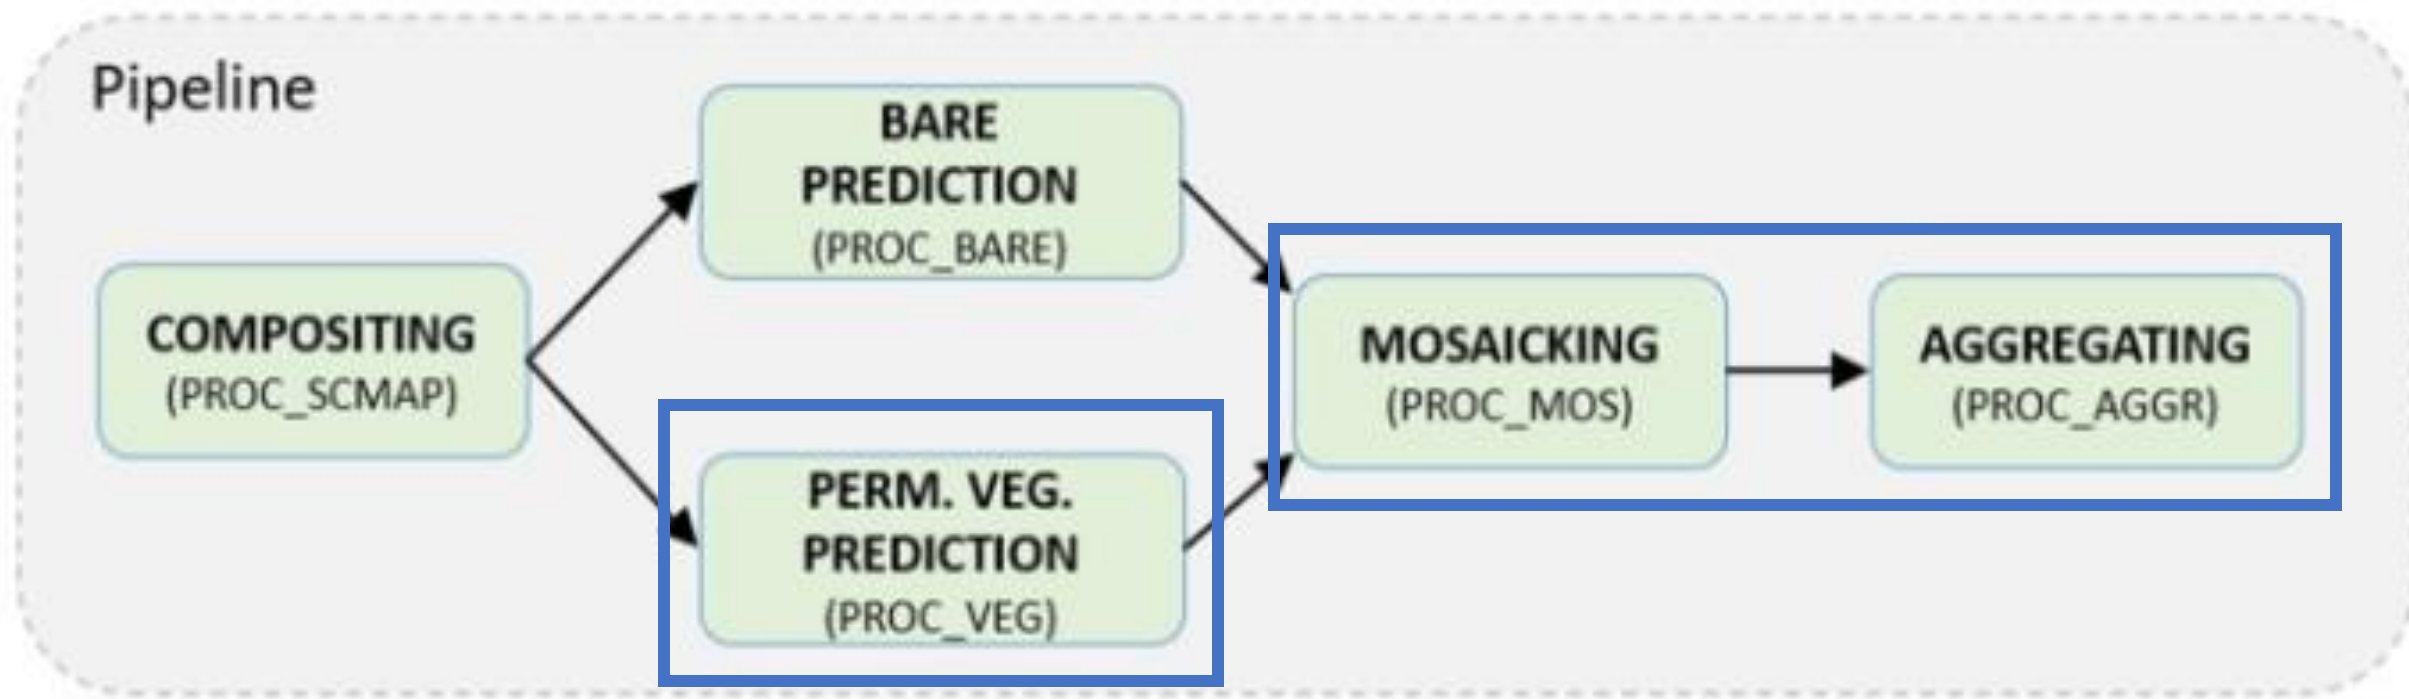 Pipeline
BARE
PREDICTION
(PROC_BARE)
COMPOSITING
(PROC_SCMAP)
PERM. VEG.
PREDICTION
(PROC_VEG)
MOSAICKING
(PROC_MOS)
AGGREGATING
(PROC_AGGR)